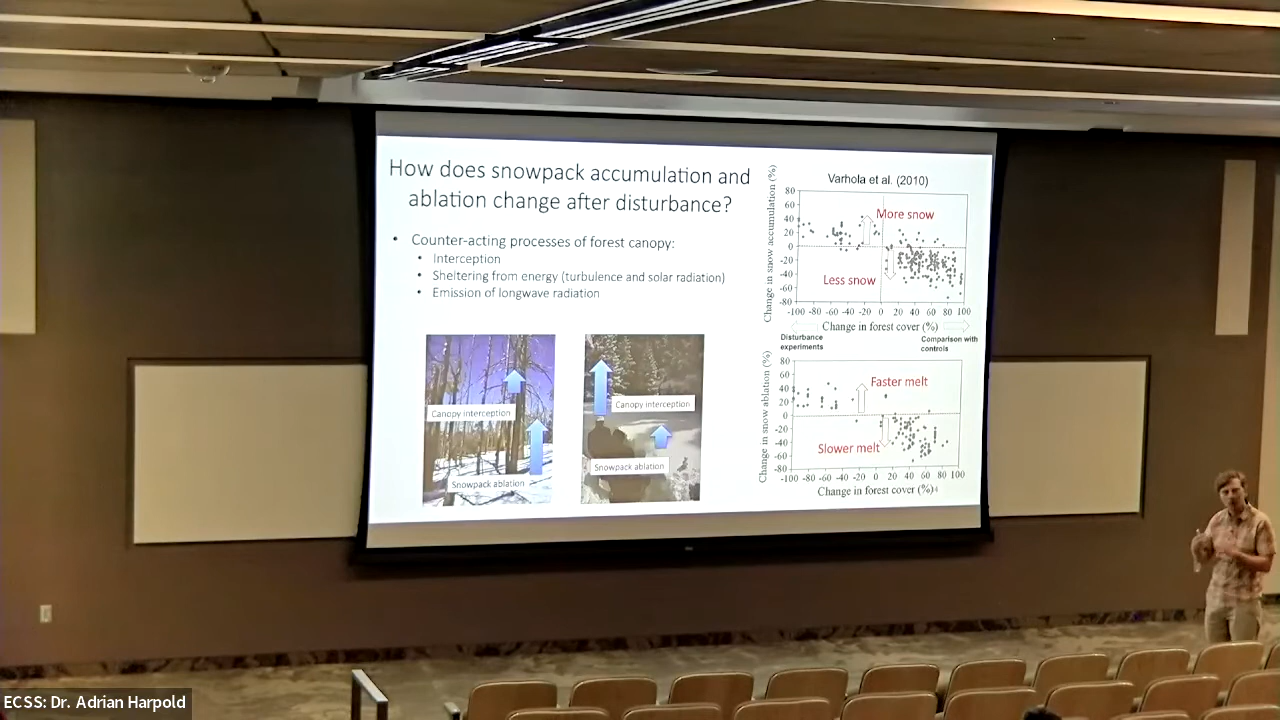 How does snowpack accumulation and
ablation change after disturbance?
• Counter-acting processes of forest canopy:
• Interception
• Sheltering from energy (turbulence and solar radiation)
• Emission of longwave radiation
Canopy interception
Snowpack ablation
Canopy interception
Snowpack ablation
Varhola et al. (2010)
Change in snow accumulation (%)
80
60
40
20
0
-20
-40
-60
-80
More snow
Less snow
-100 -80 -60 -40 -20 0 20 40 60 80 100
Change in forest cover (%)
Disturbance
experiments
Comparison with
controls
Change in snow ablation (%)
80
60
40
20
0
-20
-40
-60
-80
Faster melt
Slower melt
-100 -80 -60 -40 -20 0 20 40 60 80 100
Change in forest cover (%)
ECSS: Dr. Adrian Harpold